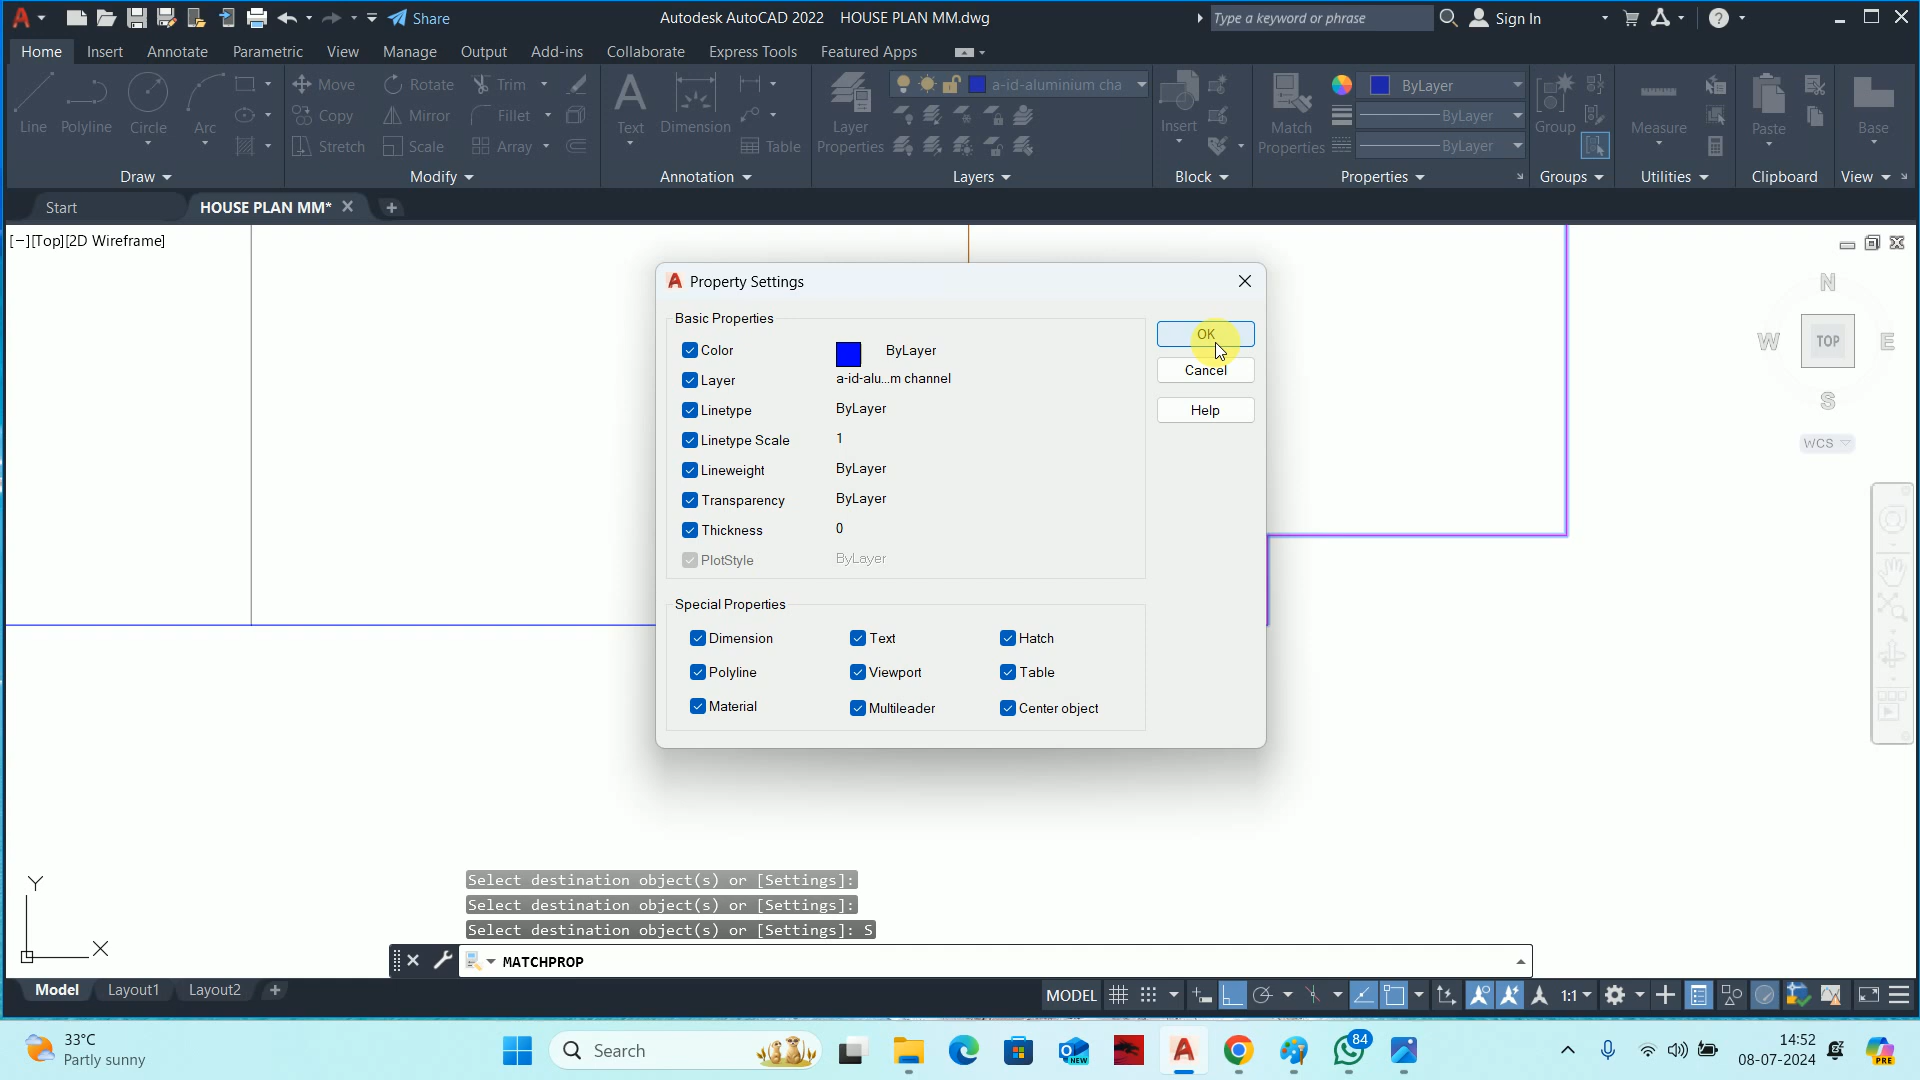 Share
Autodesk AutoCAD 2022 HOUSE PLAN MM.dwg
Type a keyword or phrase
Sign In
Home Insert Annotate Parametric View Manage Output Add-ins Collaborate Express Tools Featured Apps
Line Polyline Circle Arc
Move Rotate Trim
Copy Mirror Fillet
Stretch Scale Array
Text Dimension Table
Layer Properties
a-id-aluminium cha
Insert
Match Properties
ByLayer
ByLayer
ByLayer
Group Measure Paste Base
Draw Modify Annotation Layers Block Properties Groups Utilities Clipboard View
Start HOUSE PLAN MM*
[−][Top][2D Wireframe]
Property Settings
Basic Properties
Color ByLayer
Layer a-id-alu...m channel
Linetype ByLayer
Linetype Scale 1
Lineweight ByLayer
Transparency ByLayer
Thickness 0
PlotStyle ByLayer
OK
Cancel
Help
Special Properties
Dimension Text Hatch
Polyline Viewport Table
Material Multileader Center object
N
W TOP E
S
WCS
Y
X
Select destination object(s) or [Settings]:
Select destination object(s) or [Settings]:
Select destination object(s) or [Settings]: S
MATCHPROP
Model Layout1 Layout2
MODEL 1:1
33°C
Partly sunny
Search
NEW
84
14:52
08-07-2024
PRE